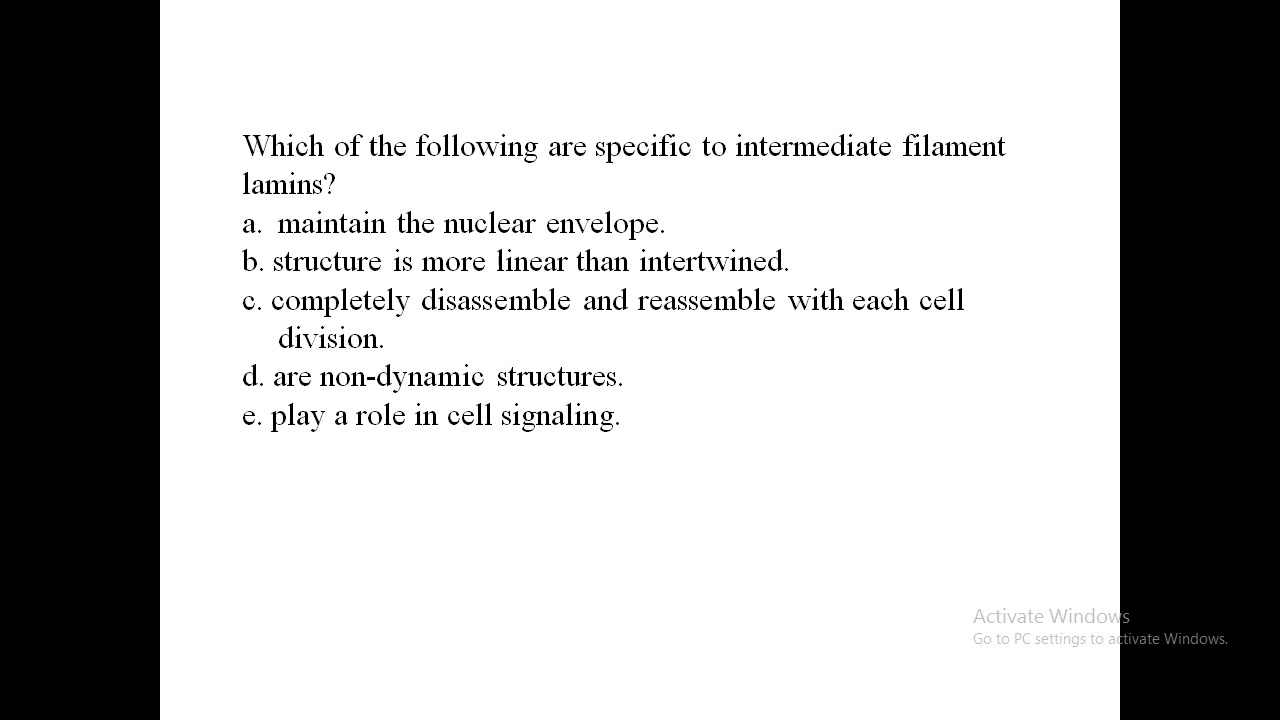 Which of the following are specific to intermediate filament
lamins?
a. maintain the nuclear envelope.
b. structure is more linear than intertwined.
c. completely disassemble and reassemble with each cell
division.
d. are non-dynamic structures.
e. play a role in cell signaling.
Activate Windows
Go to PC settings to activate Windows.